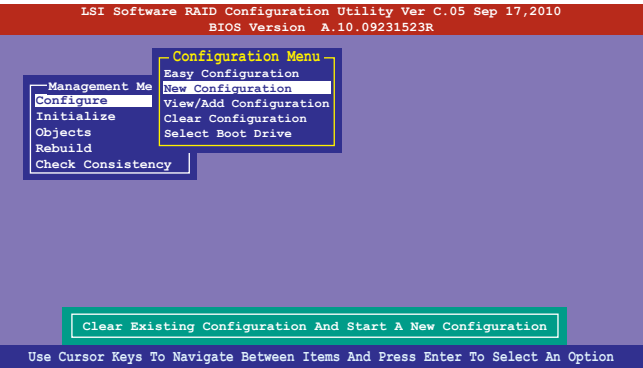 LSI Software RAID Configuration Utility Ver C.05 Sep 17,2010
BIOS Version A.10.09231523R
Configuration Menu
Easy Configuration
New Configuration
View/Add Configuration
Clear Configuration
Select Boot Drive
Management Me
Configure
Initialize
Objects
Rebuild
Check Consistency
Clear Existing Configuration And Start A New Configuration
Use Cursor Keys To Navigate Between Items And Press Enter To Select An Option